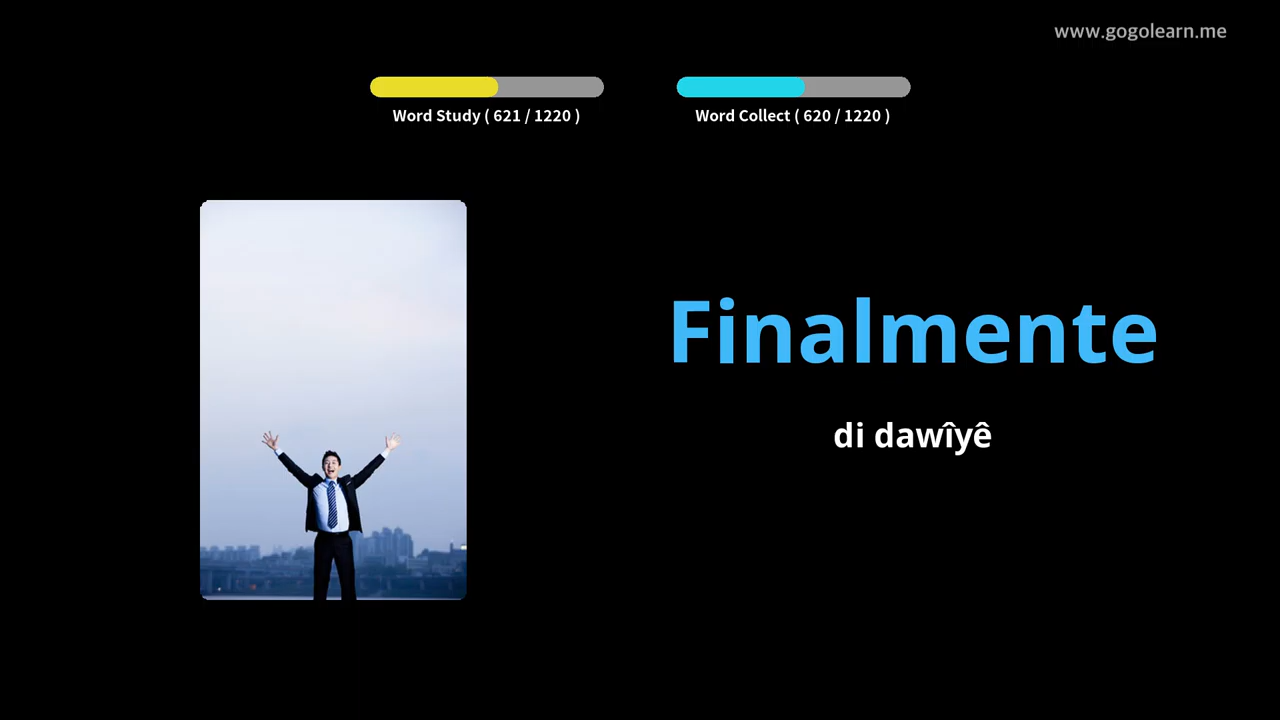 www.gogolearn.me
Word Study ( 621 / 1220 )
Word Collect ( 620 / 1220 )
Finalmente
di dawîyê